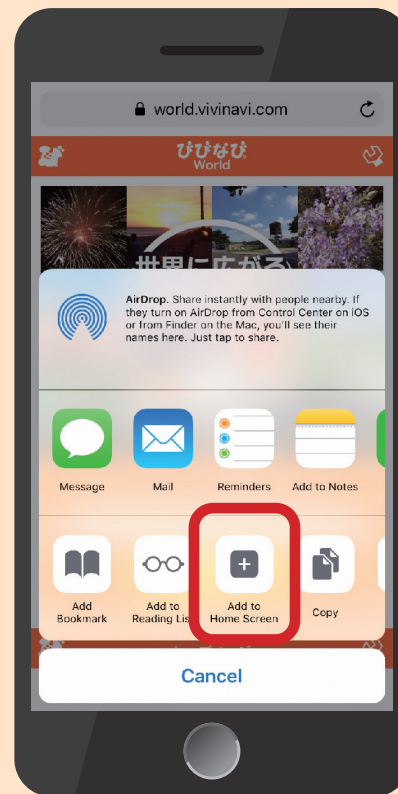 world.vivinavi.com
びびなび
World
世界に広がる
AirDrop. Share instantly with people nearby. If
they turn on AirDrop from Control Center on iOS
or from Finder on the Mac, you'll see their
names here. Just tap to share.
Message
Mail
Reminders
Add to Notes
Add
Bookmark
Add to
Reading Lis
Add to
Home Screen
Copy
Cancel